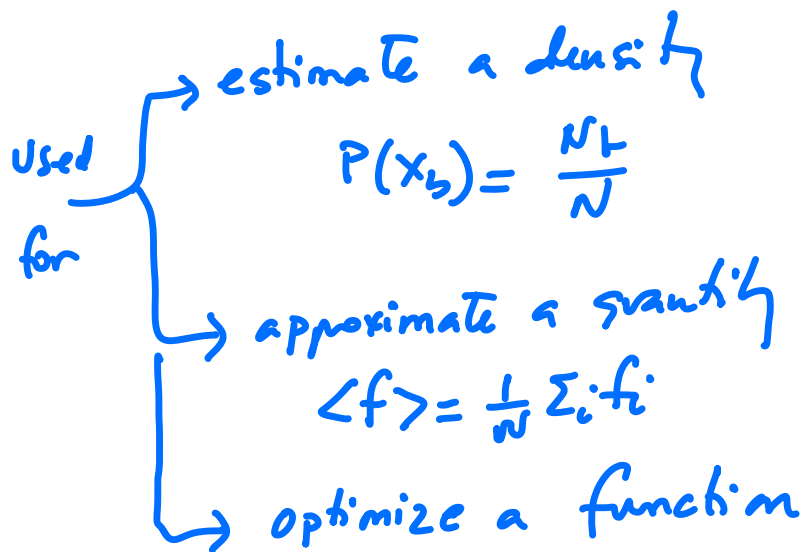 used for
estimate a density
P(x_b) = N_b / N
approximate a quantity
<f> = 1/N Σ_i f_i
optimize a function